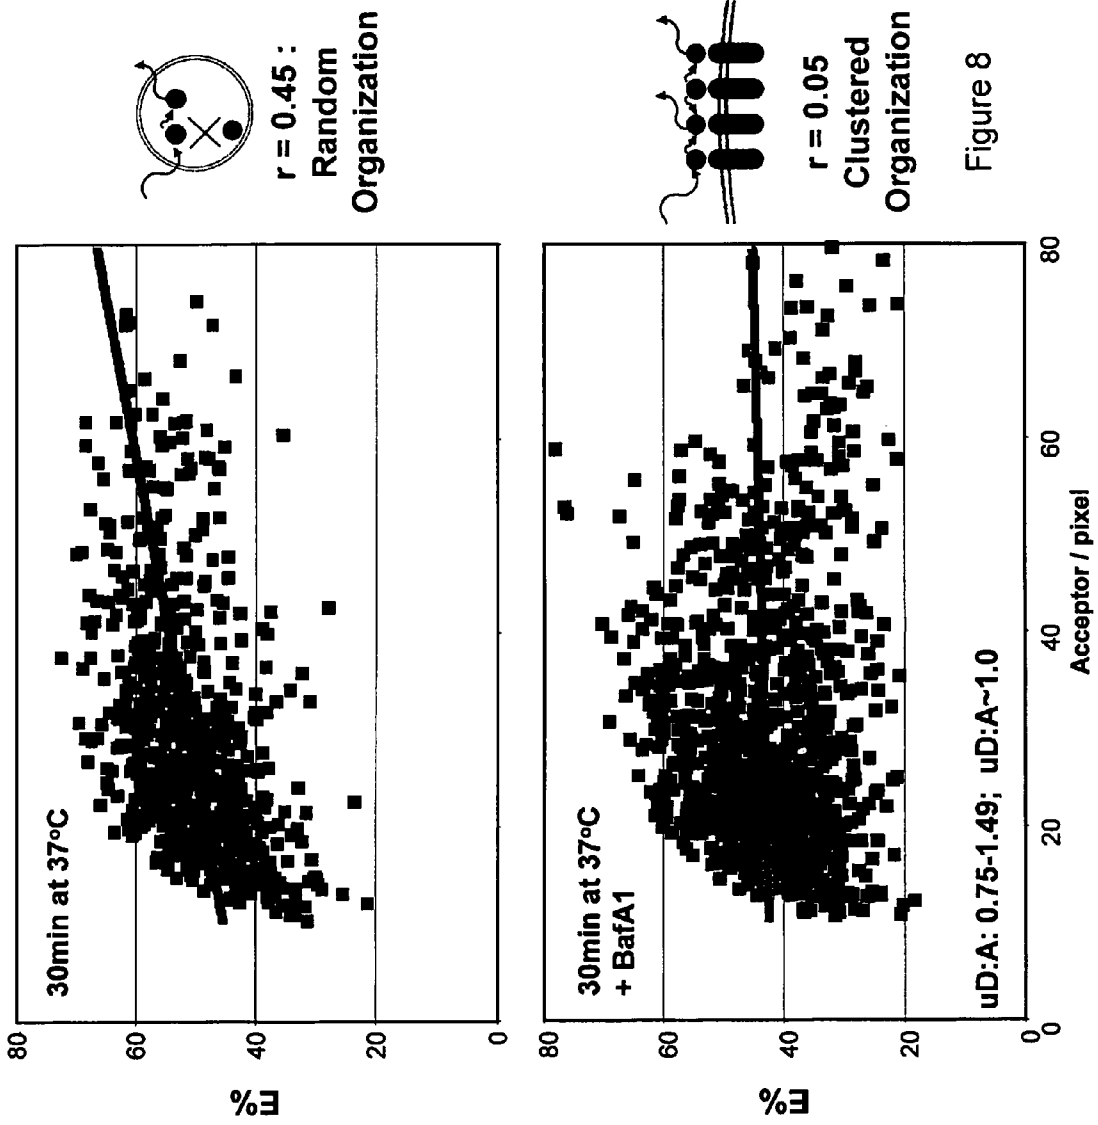 80
60
40
20
0
E%
30min at 37ºC
r = 0.45 :
Random
Organization
80
60
40
20
0
E%
30min at 37ºC
+ BafA1
uD:A: 0.75-1.49; uD:A~1.0
0
20
40
60
80
Acceptor / pixel
r = 0.05
Clustered
Organization
Figure 8